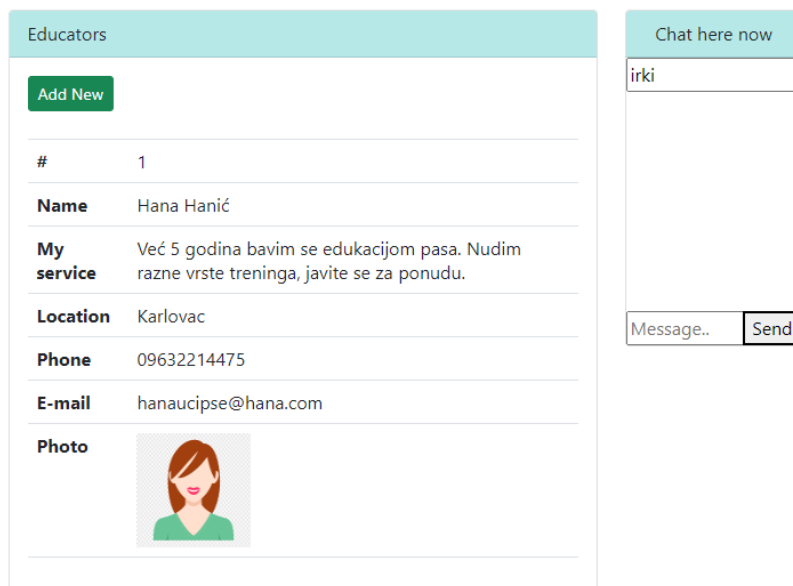 Educators
Add New
# 1
Name Hana Hanić
My service Već 5 godina bavim se edukacijom pasa. Nudim
razne vrste treninga, javite se za ponudu.
Location Karlovac
Phone 09632214475
E-mail hanaucipse@hana.com
Photo
Chat here now
irki
Message..
Send